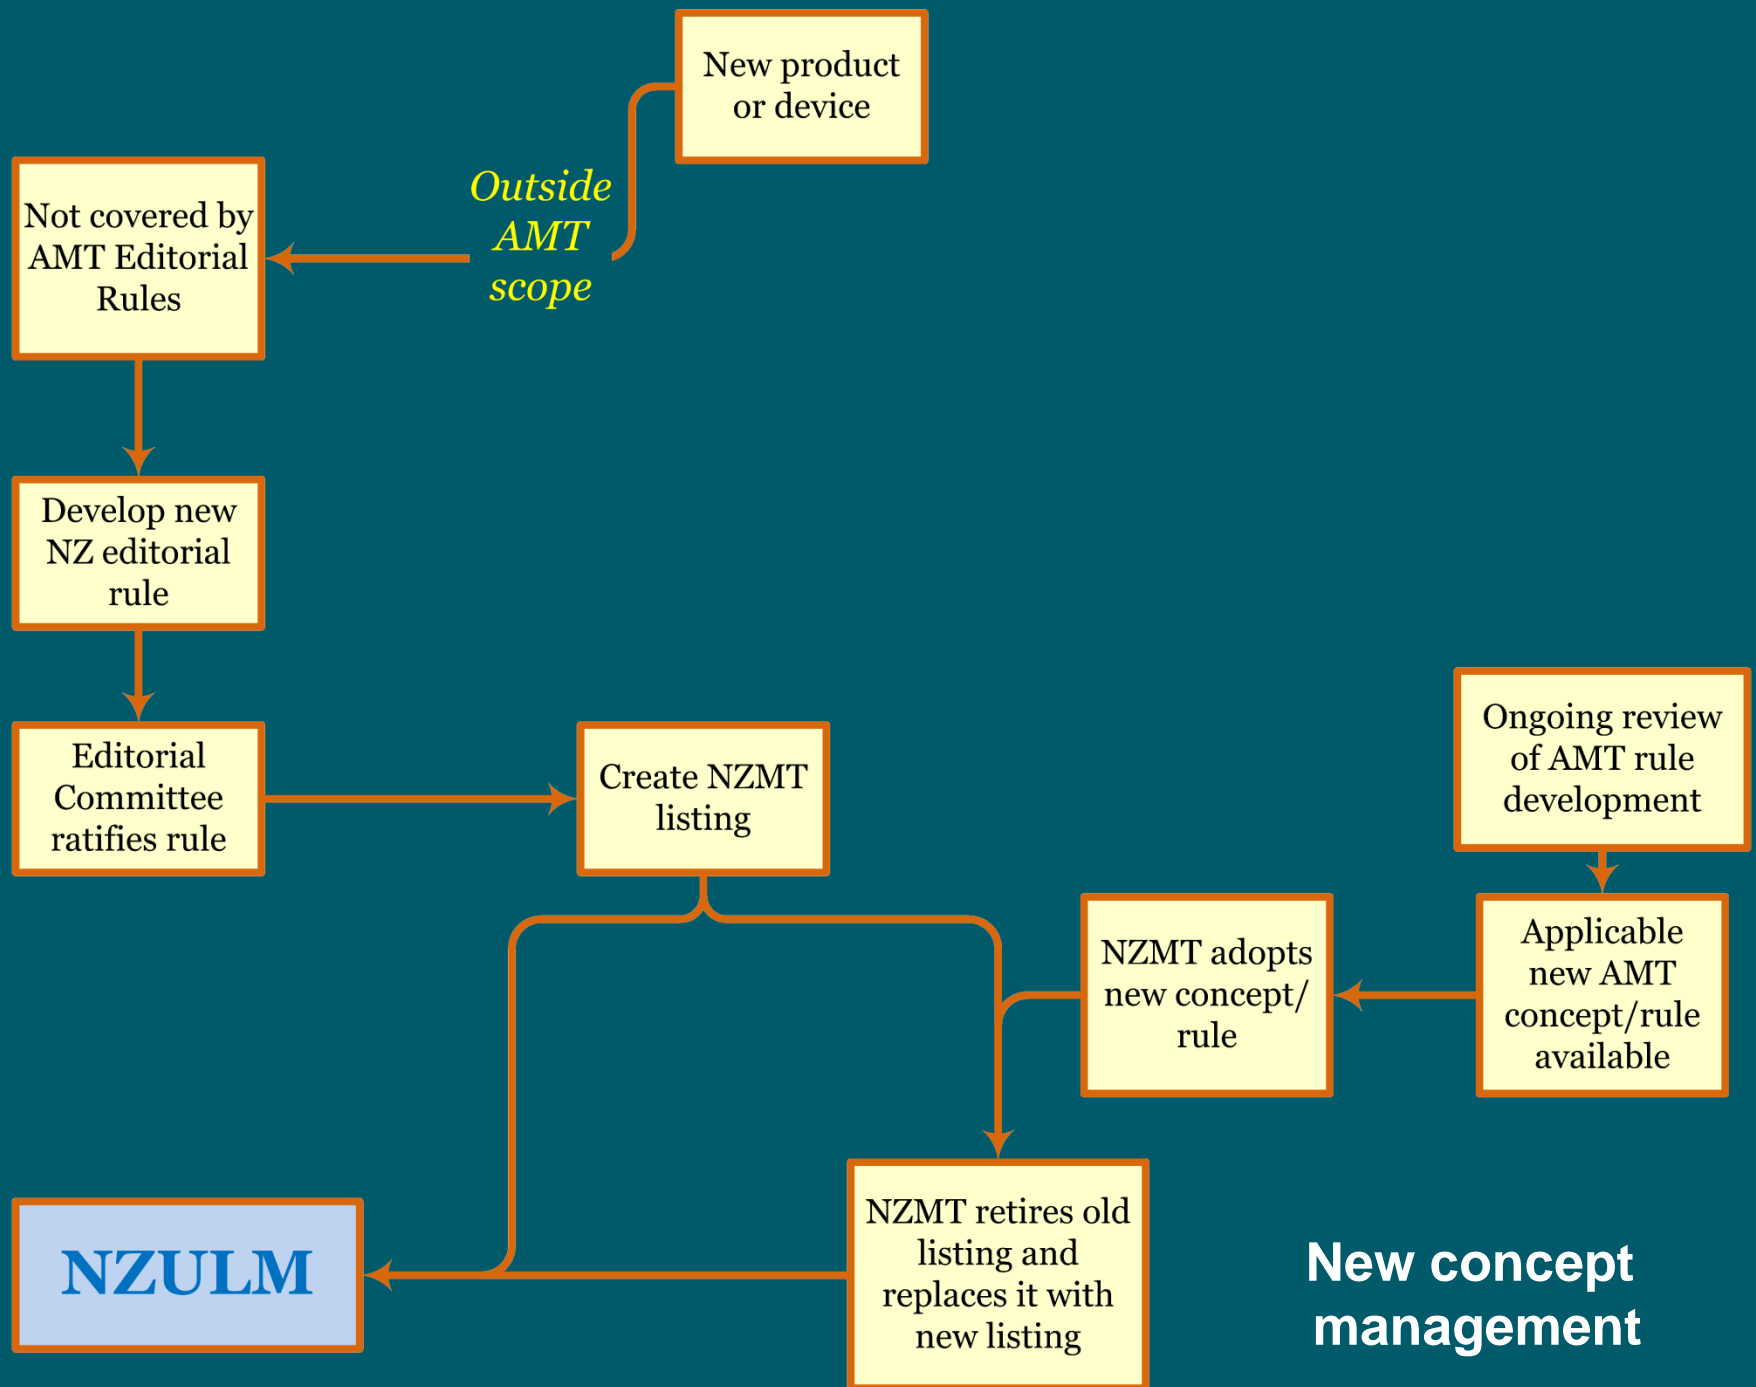 New product
or device
Outside
AMT
scope
Not covered by
AMT Editorial
Rules
Develop new
NZ editorial
rule
Editorial
Committee
ratifies rule
Create NZMT
listing
Ongoing review
of AMT rule
development
Applicable
new AMT
concept/rule
available
NZMT adopts
new concept/
rule
NZMT retires old
listing and
replaces it with
new listing
NZULM
New concept
management